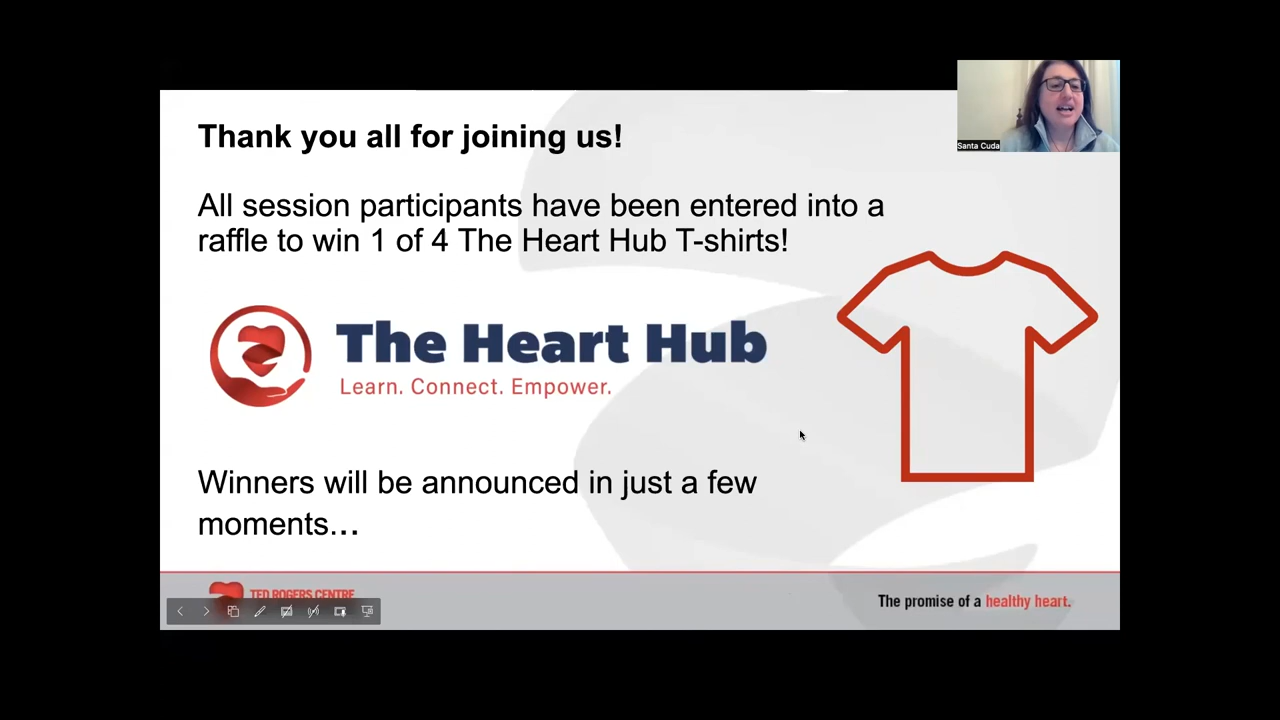 Thank you all for joining us!
Santa Cuda
All session participants have been entered into a
raffle to win 1 of 4 The Heart Hub T-shirts!
The Heart Hub
Learn. Connect. Empower.
Winners will be announced in just a few
moments...
TED ROGERS CENTRE
The promise of a healthy heart.